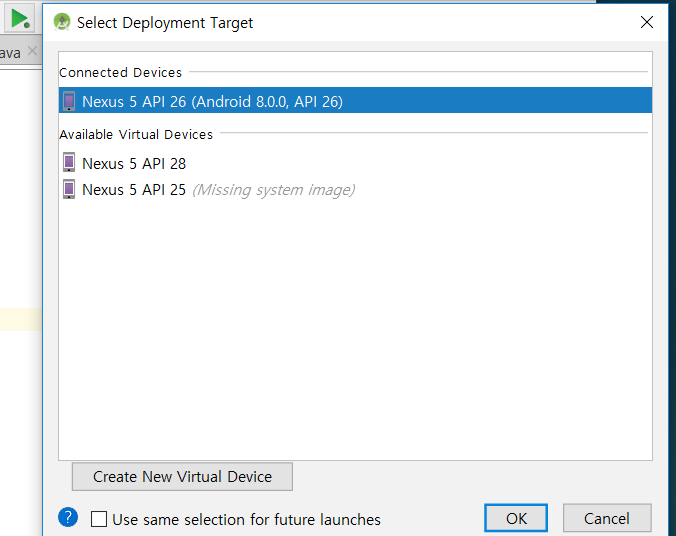 Select Deployment Target
ava
Connected Devices
Nexus 5 API 26 (Android 8.0.0, API 26)
Available Virtual Devices
Nexus 5 API 28
Nexus 5 API 25 (Missing system image)
Create New Virtual Device
? Use same selection for future launches
OK
Cancel